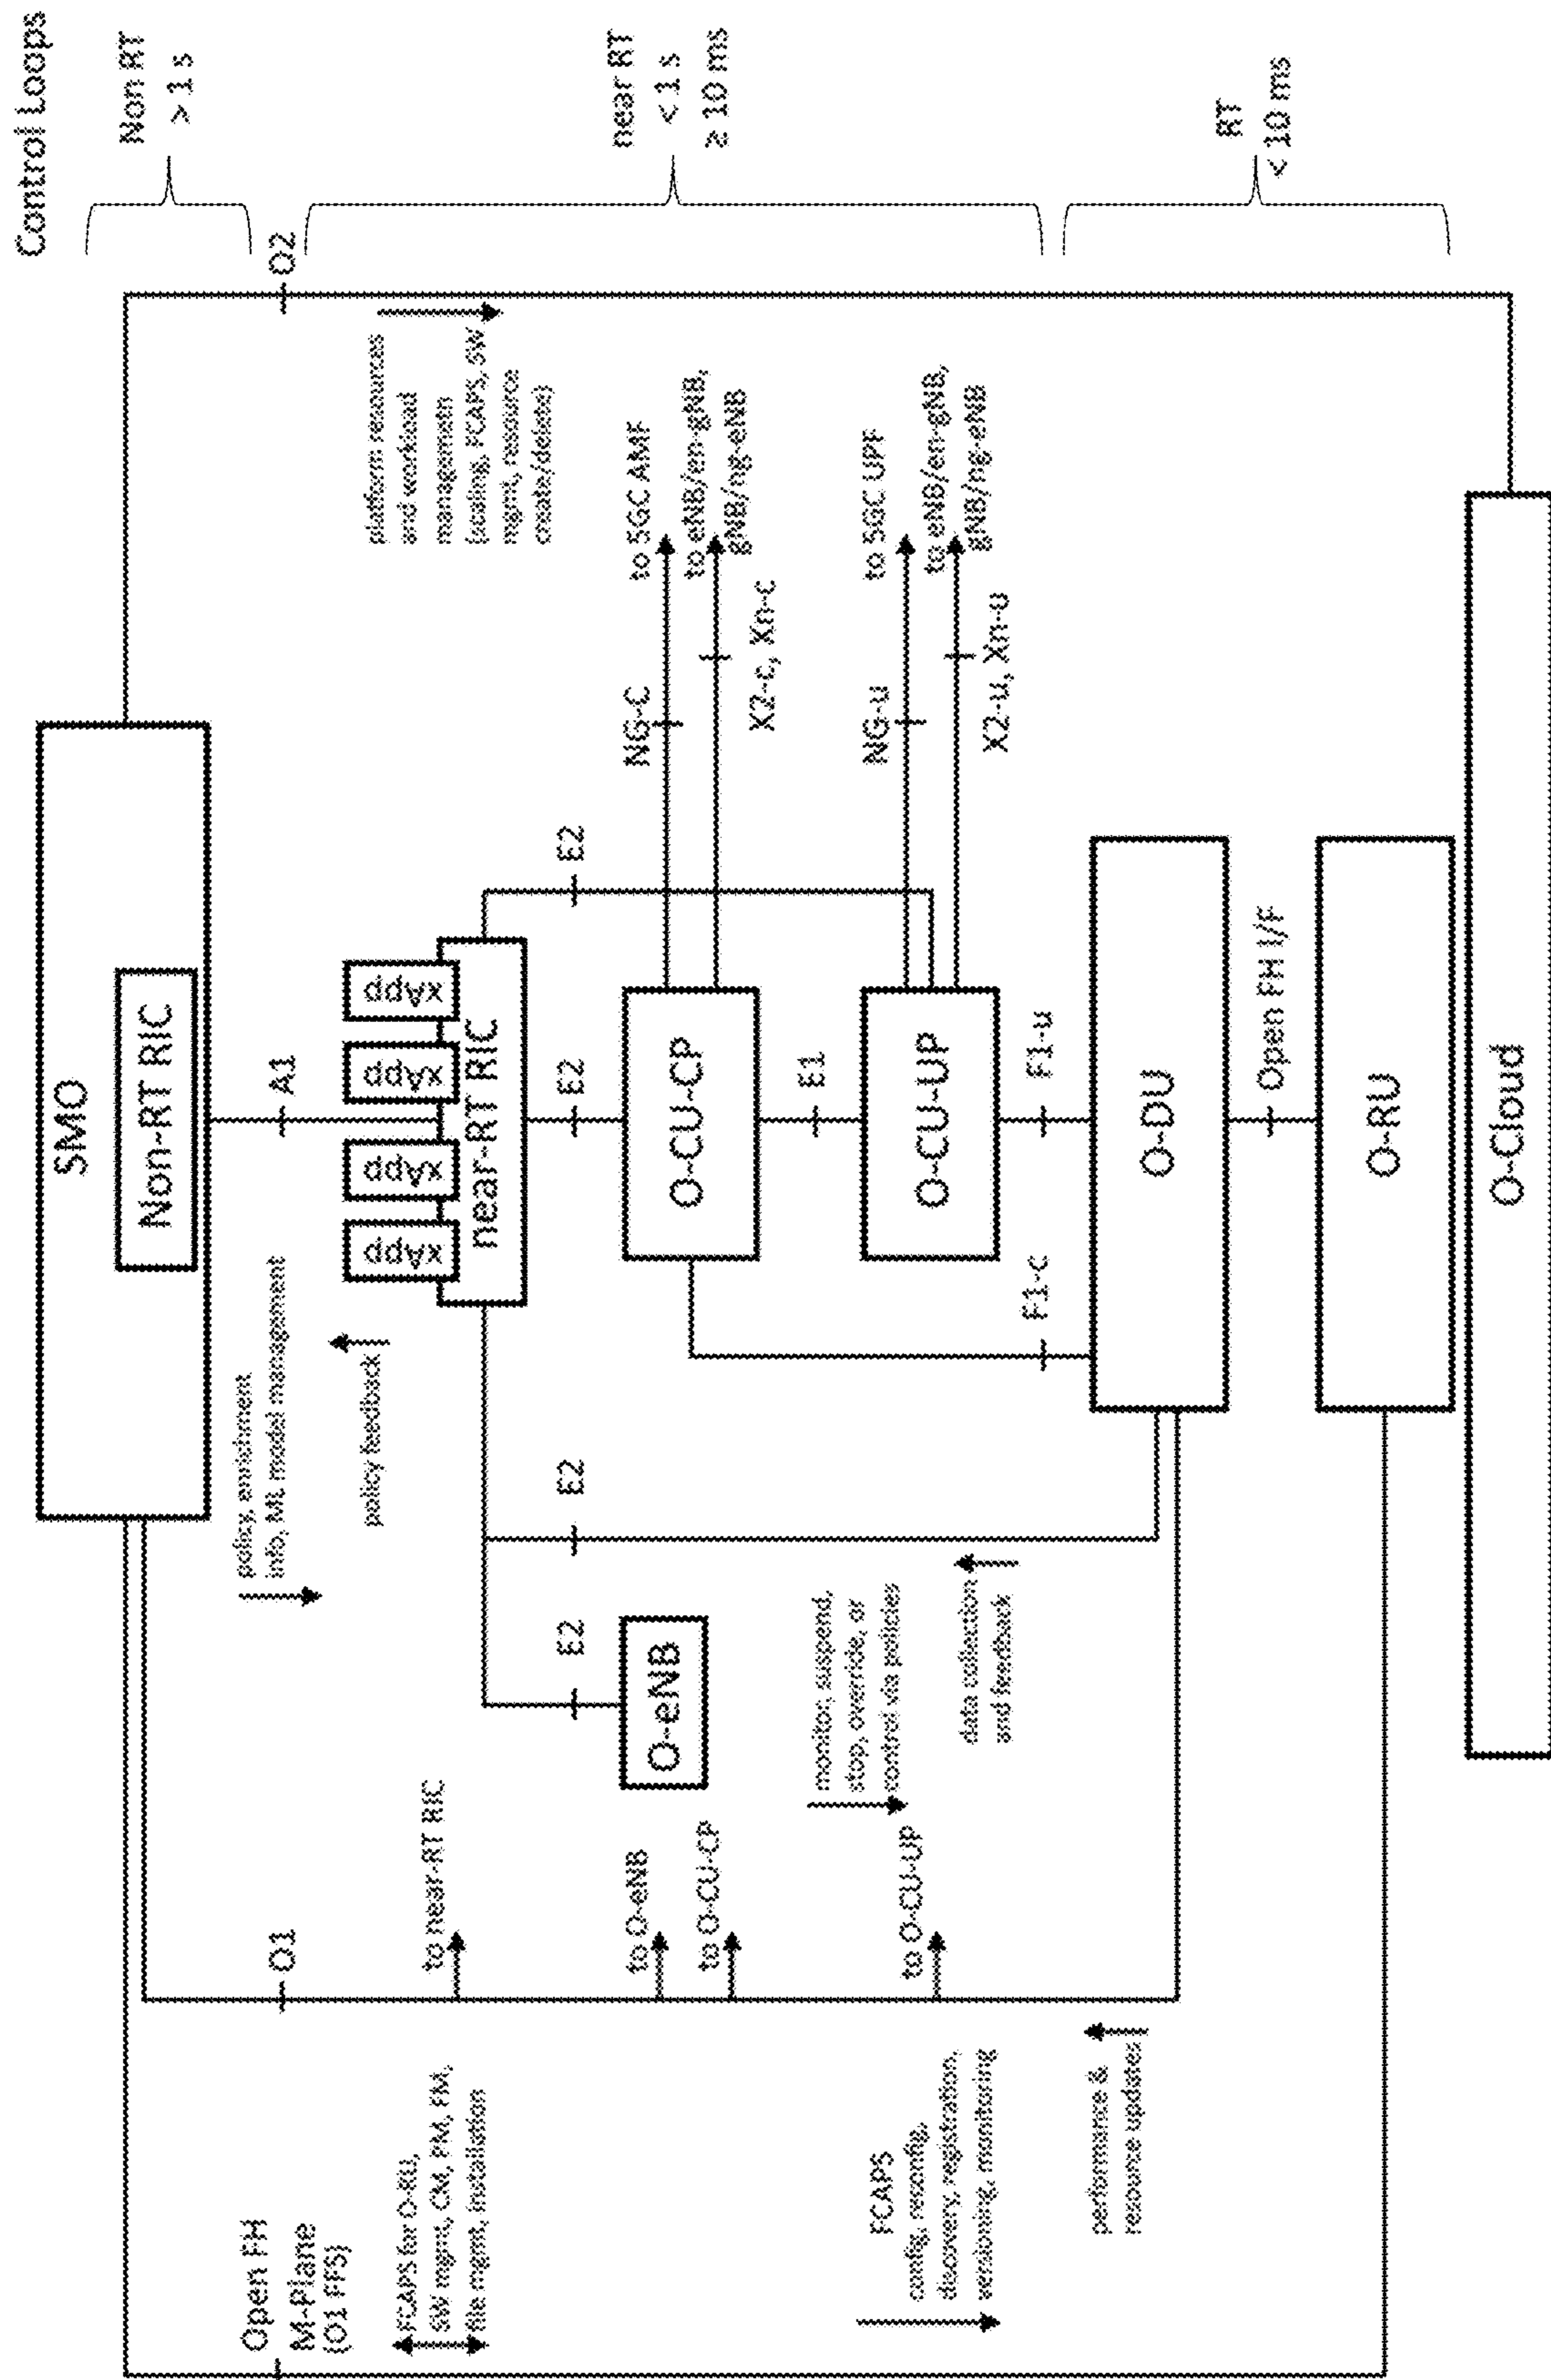 Control Loops
SMO
Non-RT RIC
Non RT
> 1 s
Open FH
M-Plane
(O1 FFS)
O1
policy, enrichment
info, ML model management
A1
O2
policy feedback
FCAPS for O-RU,
SW mgmt, CM, PM, FM,
file mgmt, installation
to near-RT RIC
xApp
xApp
xApp
xApp
near-RT RIC
platform resources
and workload
managemetn
(scaling, FCAPS, SW
mgmt, resource
create/delete)
E2
E2
E2
E2
near RT
< 1 s
≥ 10 ms
to O-eNB
to O-CU-CP
O-eNB
O-CU-CP
NG-C
to 5GC AMF
to eNB/en-gNB,
gNB/ng-eNB
X2-c, Xn-c
monitor, suspend,
stop, override, or
control via policies
E1
FCAPS
config, reconfig,
discovery, registration,
versioning, monitoring
to O-CU-UP
data collection
and feedback
O-CU-UP
NG-u
to 5GC UPF
to eNB/en-gNB,
gNB/ng-eNB
X2-u, Xn-u
F1-c
F1-u
performance &
resource updates
O-DU
Open FH I/F
RT
< 10 ms
O-RU
O-Cloud